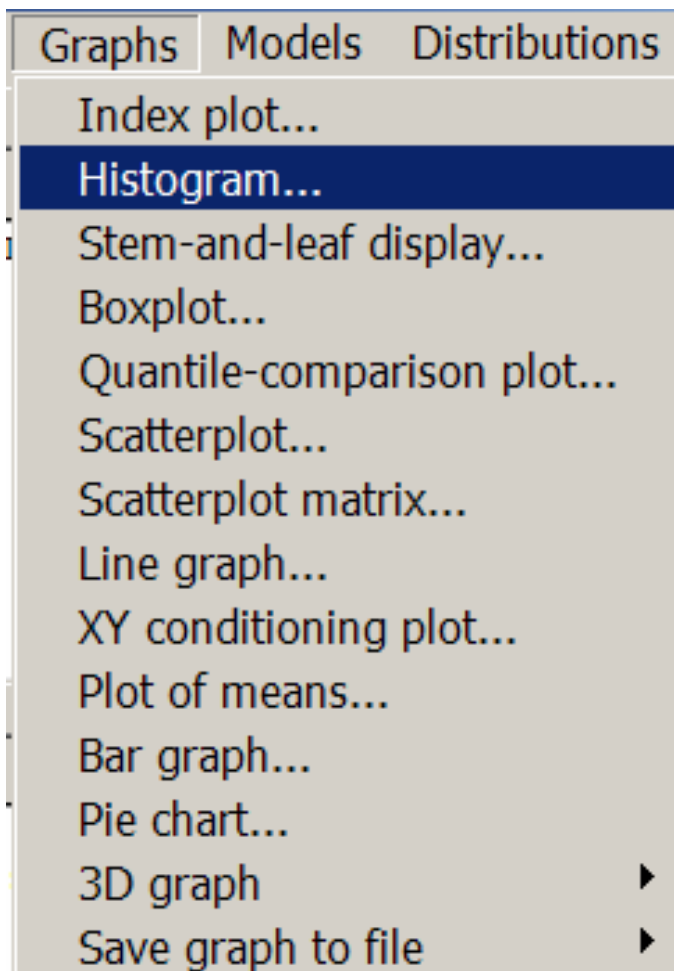 Graphs Models Distributions
Index plot...
Histogram...
Stem-and-leaf display...
Boxplot...
Quantile-comparison plot...
Scatterplot...
Scatterplot matrix...
Line graph...
XY conditioning plot...
Plot of means...
Bar graph...
Pie chart...
3D graph
Save graph to file